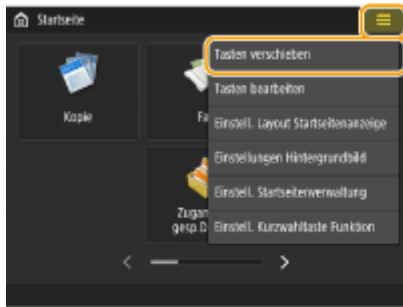 Startseite
Tasten verschieben
Tasten bearbeiten
Kopie
Fa
Einstell. Layout Startseitenanzeige
Einstellungen Hintergrundbild
Einstell. Startseitenverwaltung
Zugan
gesp.D
Einstell. Kurzwahltaste Funktion